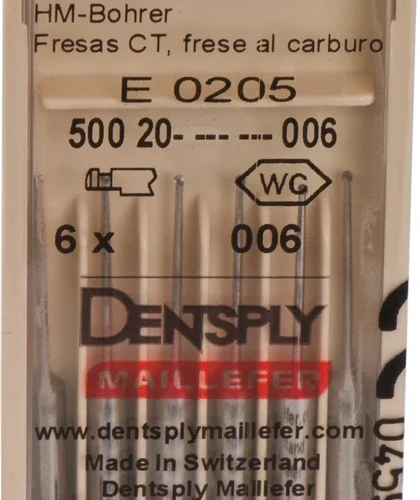 HM-Bohrer
Fresas CT, frese al carburo
E 0205
500 20- ---- -- --- 006
WC
6 x 006
DENTSPLY
MAILLEFER
www.dentsplymaillefer.com
Made in Switzerland
Dentsply Maillefer